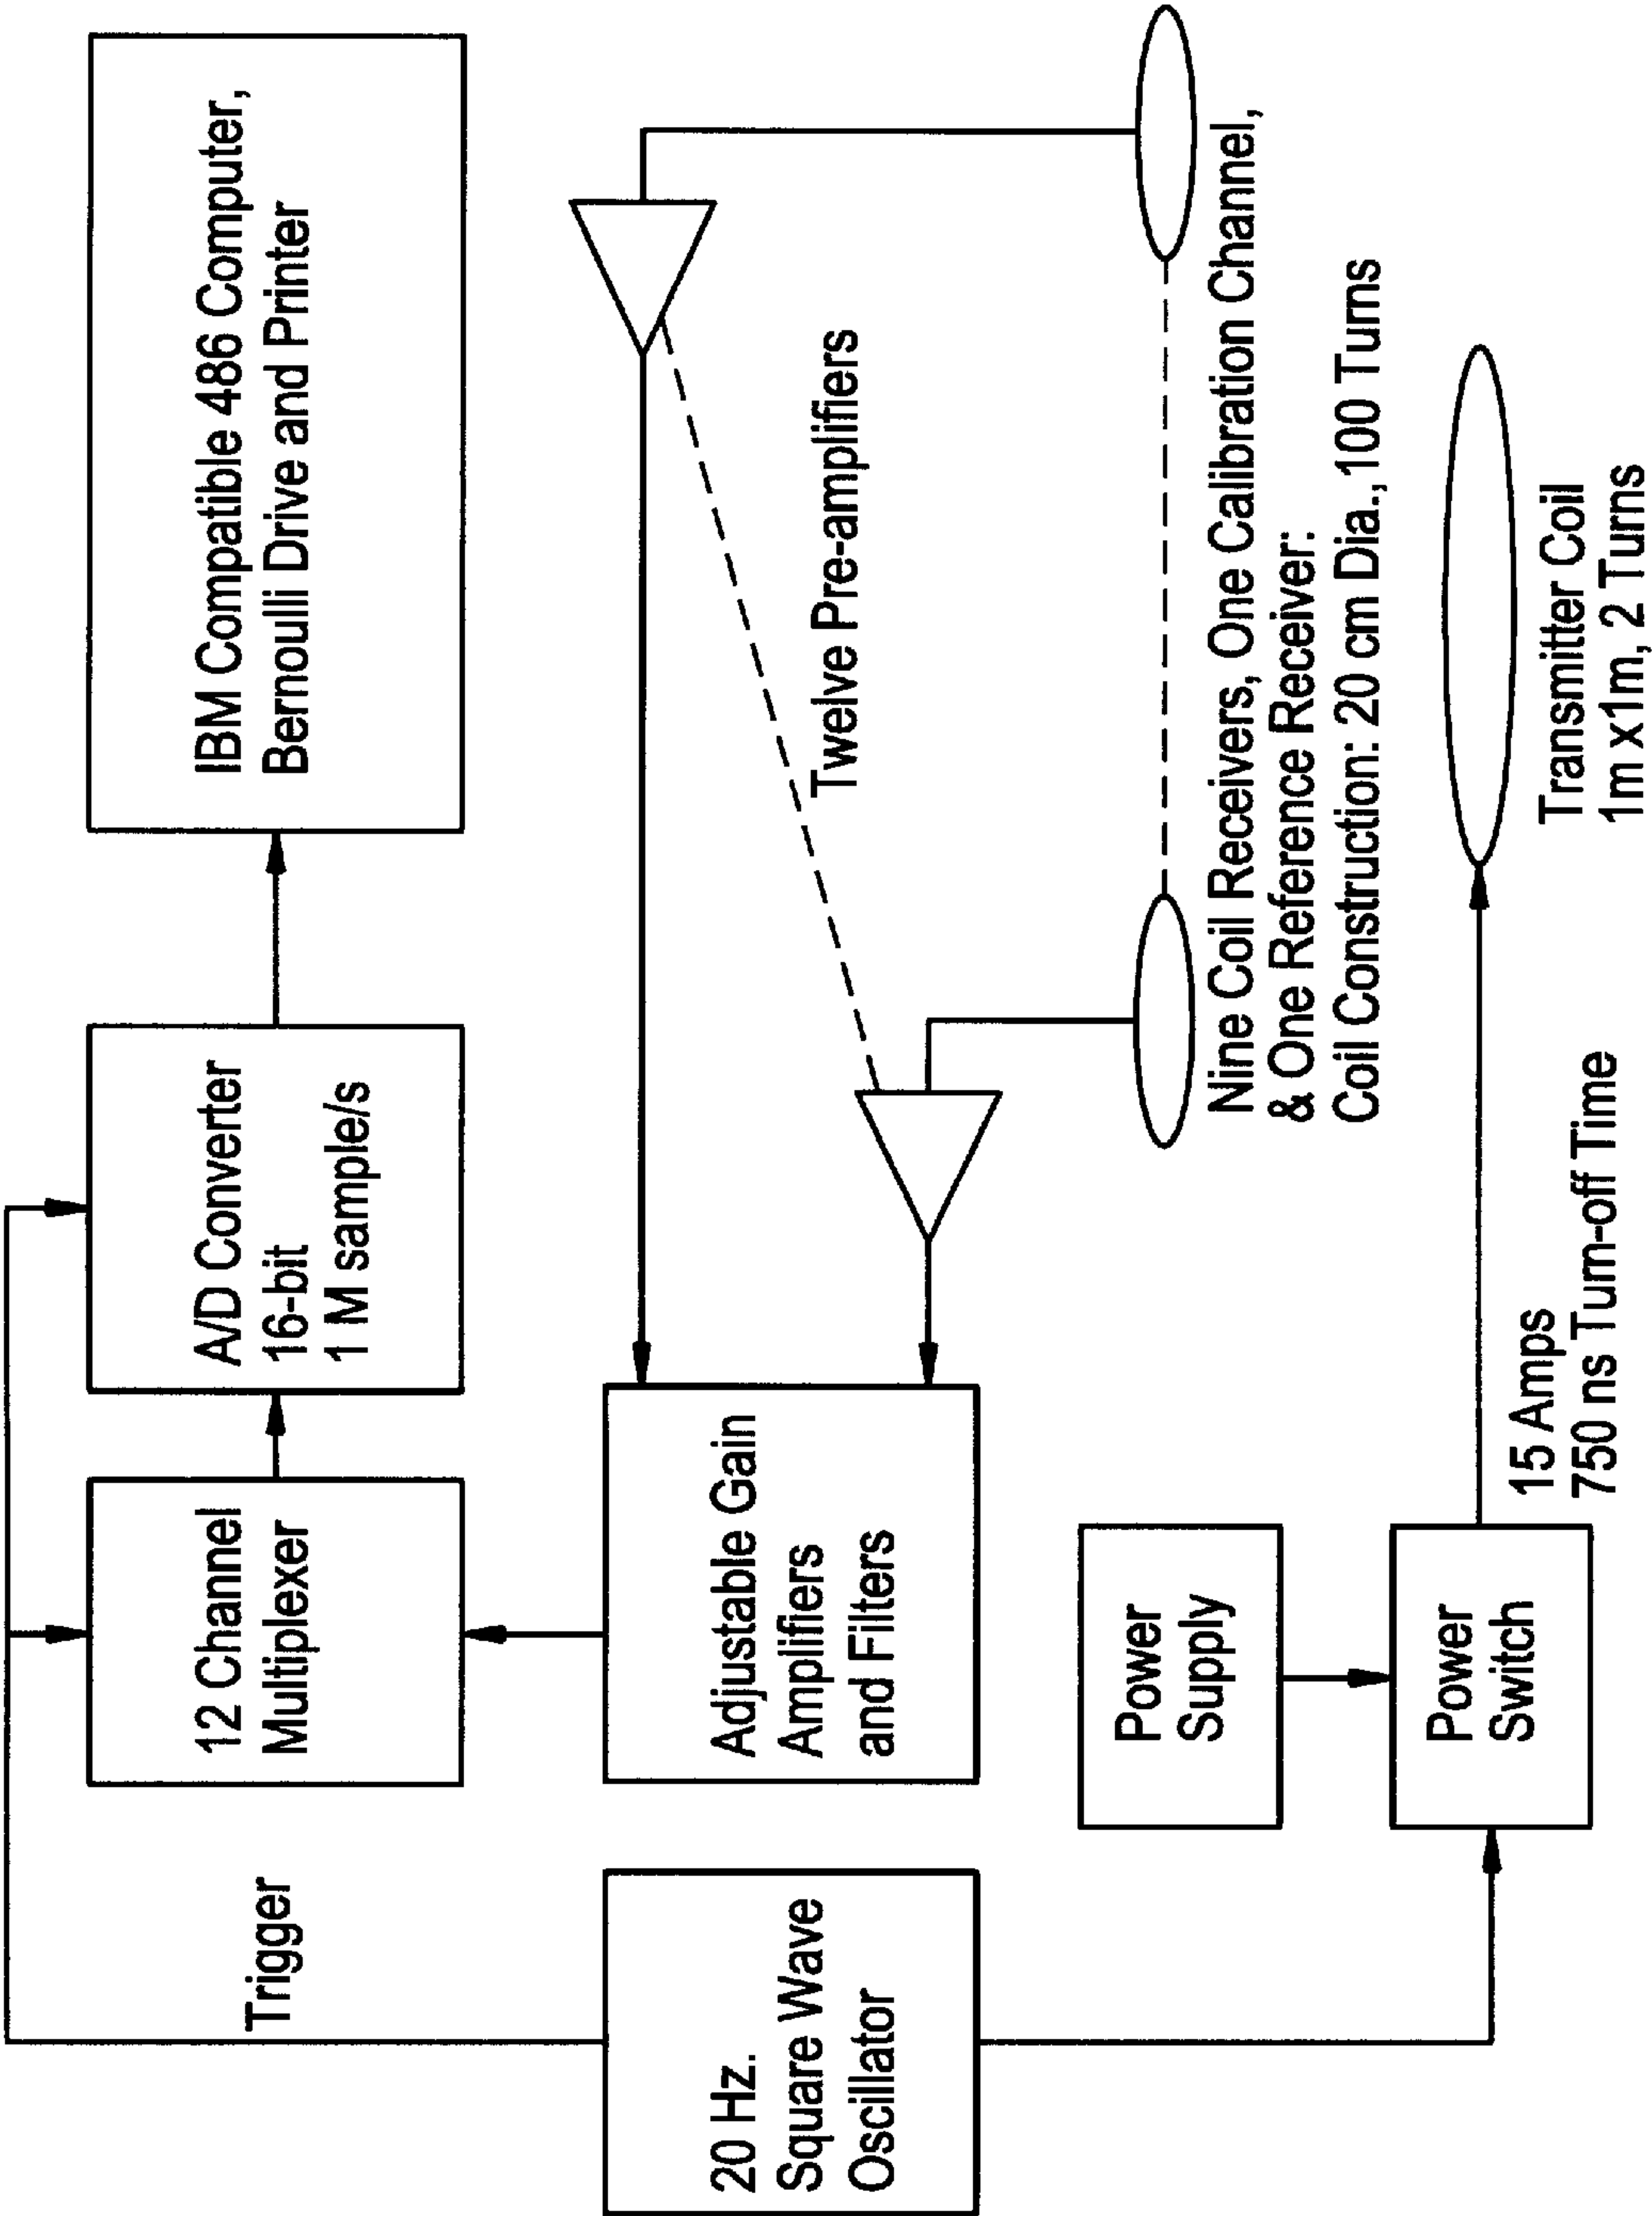 Trigger
12 Channel
Multiplexer
A/D Converter
16-bit
1 M sample/s
IBM Compatible 486 Computer,
Bernoulli Drive and Printer
20 Hz.
Square Wave
Oscillator
Adjustable Gain
Amplifiers
and Filters
Twelve Pre-amplifiers
Nine Coil Receivers, One Calibration Channel,
& One Reference Receiver:
Coil Construction: 20 cm Dia.,100 Turns
Power
Supply
Power
Switch
15 Amps
750 ns Turn-off Time
Transmitter Coil
1m x1m, 2 Turns